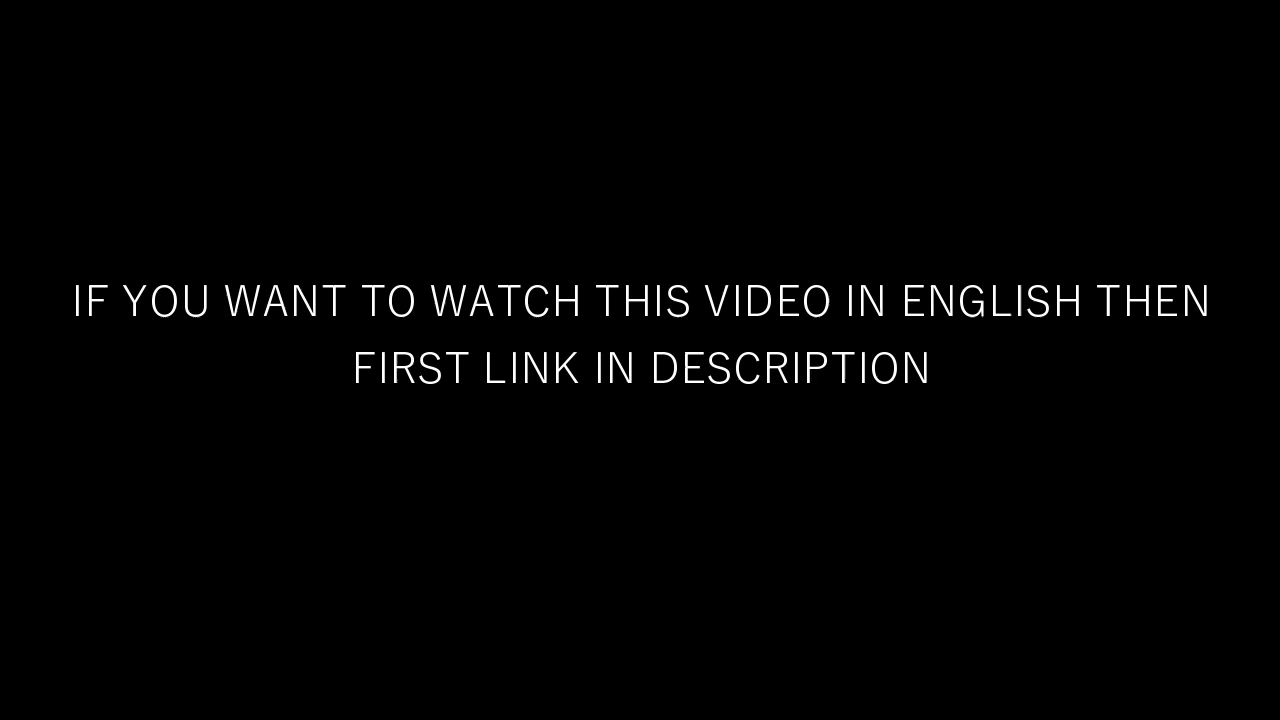 IF YOU WANT TO WATCH THIS VIDEO IN ENGLISH THEN
FIRST LINK IN DESCRIPTION